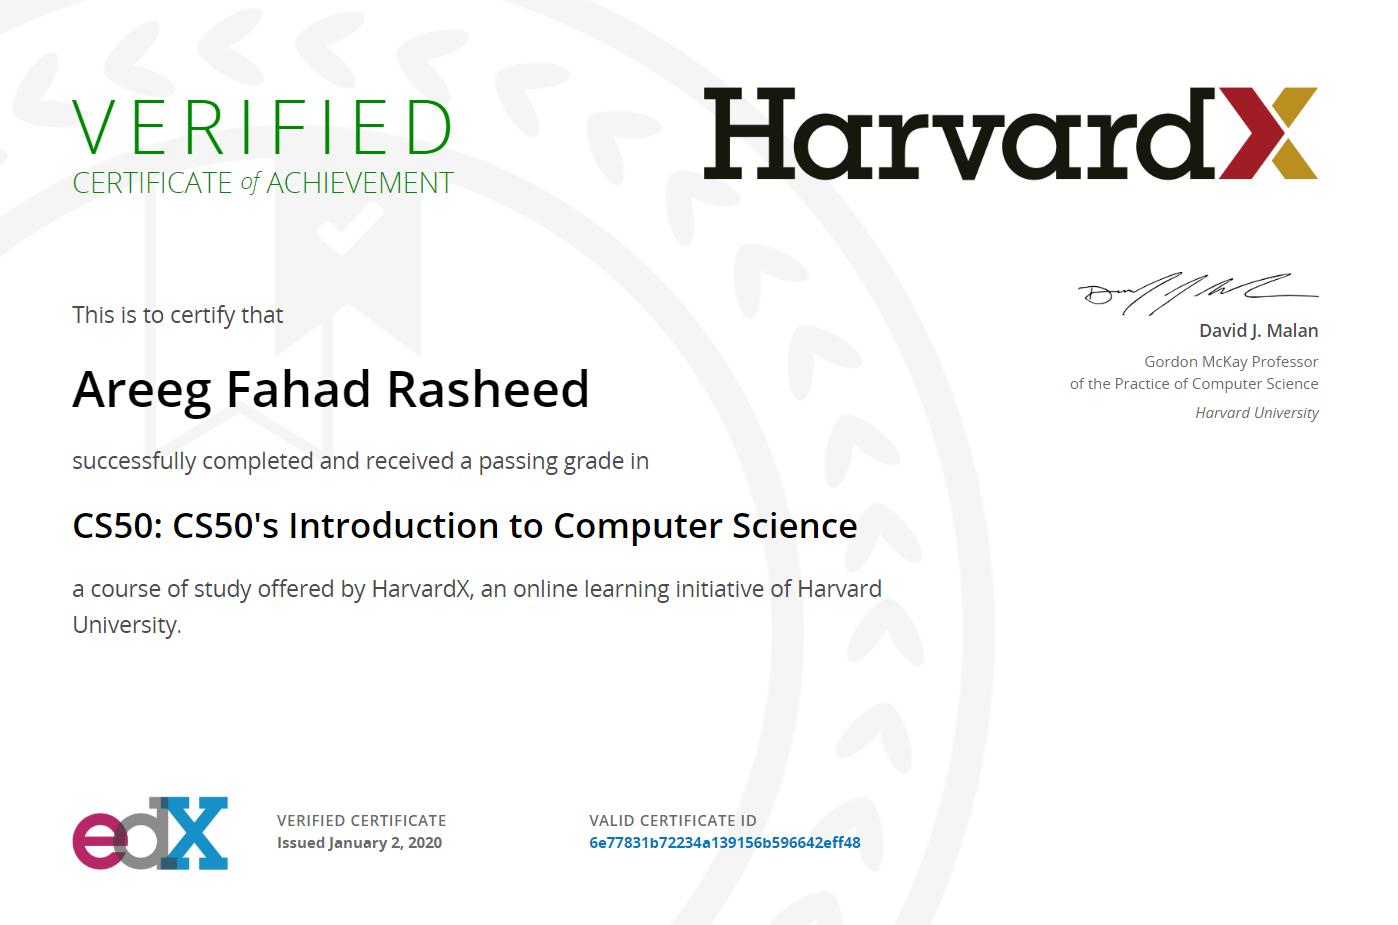 VERIFIED
CERTIFICATE of ACHIEVEMENT
HarvardX
This is to certify that
Areeg Fahad Rasheed
successfully completed and received a passing grade in
CS50: CS50's Introduction to Computer Science
a course of study offered by HarvardX, an online learning initiative of Harvard
University.
David J. Malan
Gordon McKay Professor
of the Practice of Computer Science
Harvard University
edX
VERIFIED CERTIFICATE
Issued January 2, 2020
VALID CERTIFICATE ID
6e77831b72234a139156b596642eff48